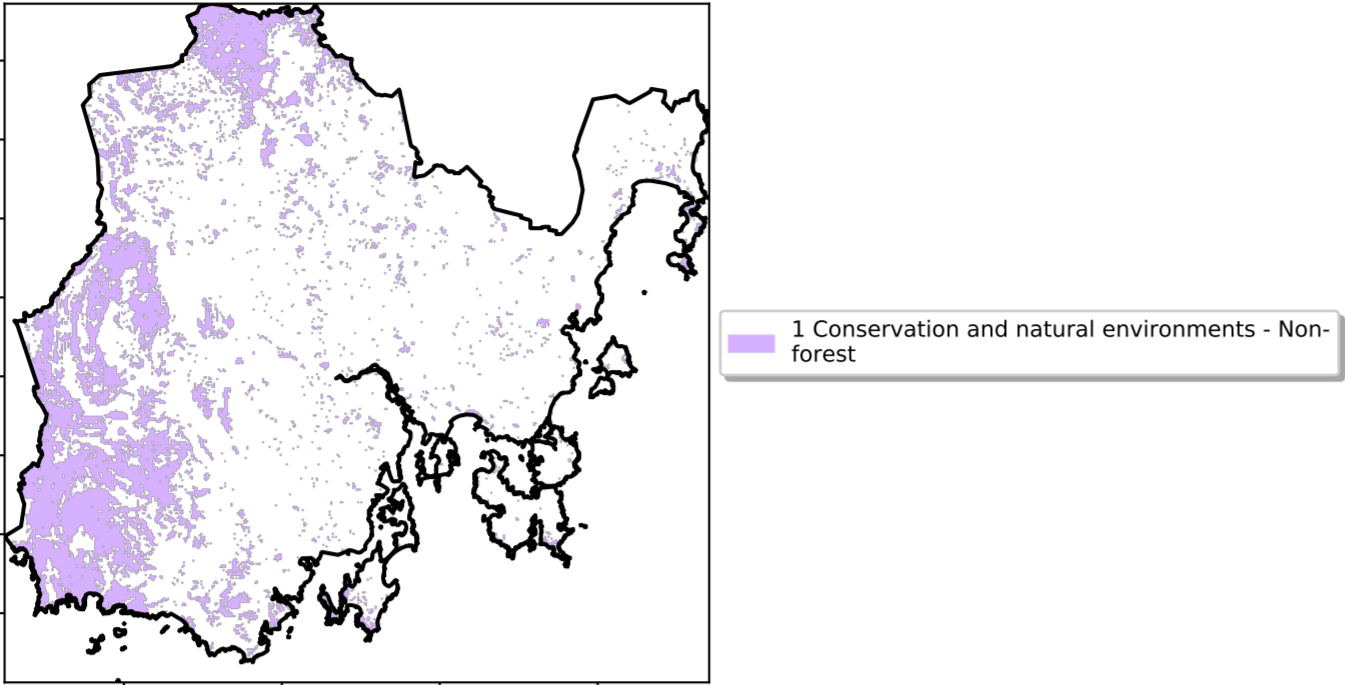 1 Conservation and natural environments - Non-
forest